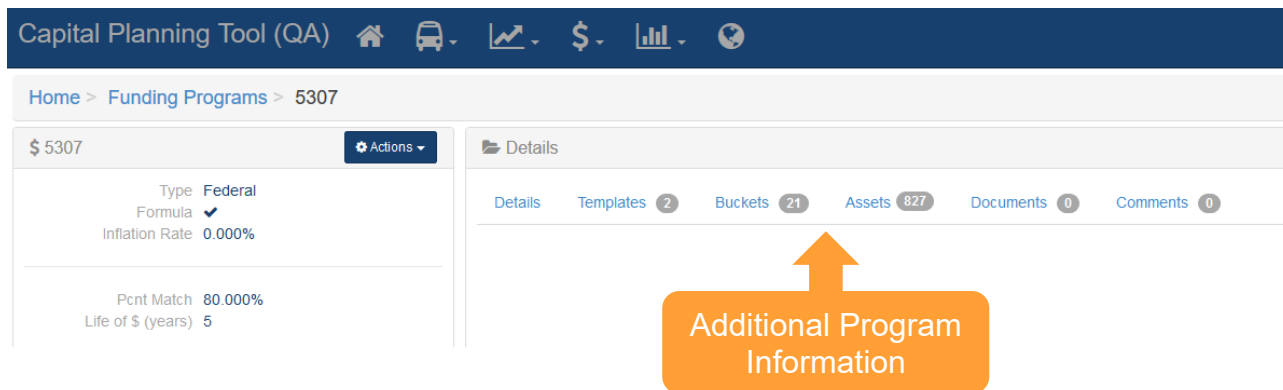 Capital Planning Tool (QA)
Home > Funding Programs > 5307
$ 5307
Actions
Type Federal
Formula ✔
Inflation Rate 0.000%
Pcnt Match 80.000%
Life of $ (years) 5
Details
Details Templates 2 Buckets 21 Assets 827 Documents 0 Comments 0
Additional Program
Information